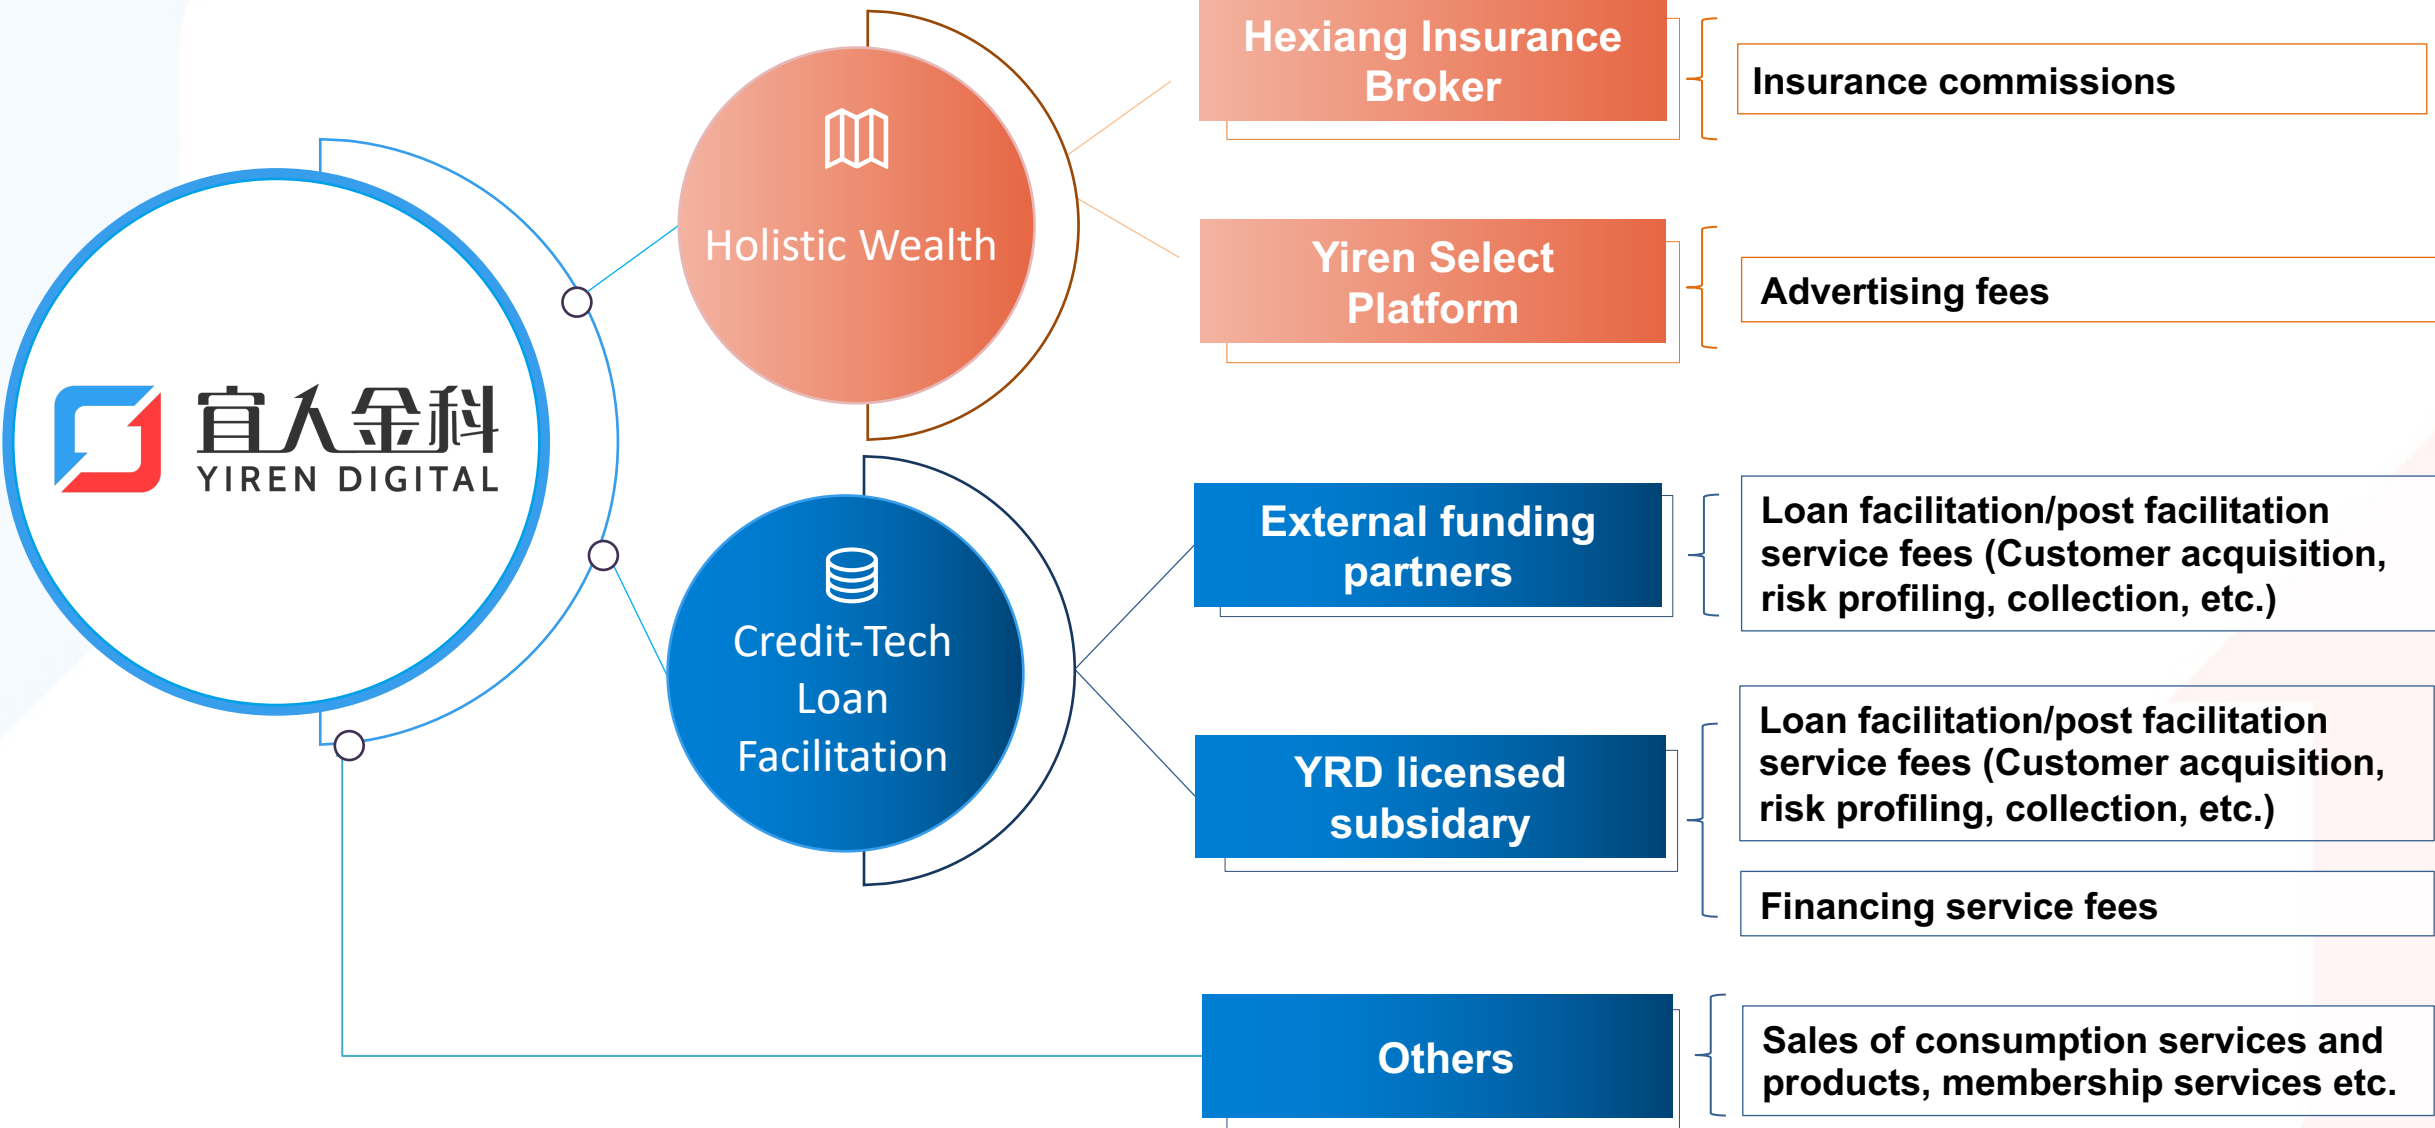 宜人金科
YIREN DIGITAL
Holistic Wealth
Hexiang Insurance
Broker
Insurance commissions
Yiren Select
Platform
Advertising fees
Credit-Tech
Loan
Facilitation
External funding
partners
Loan facilitation/post facilitation
service fees (Customer acquisition,
risk profiling, collection, etc.)
YRD licensed
subsidary
Loan facilitation/post facilitation
service fees (Customer acquisition,
risk profiling, collection, etc.)
Financing service fees
Others
Sales of consumption services and
products, membership services etc.